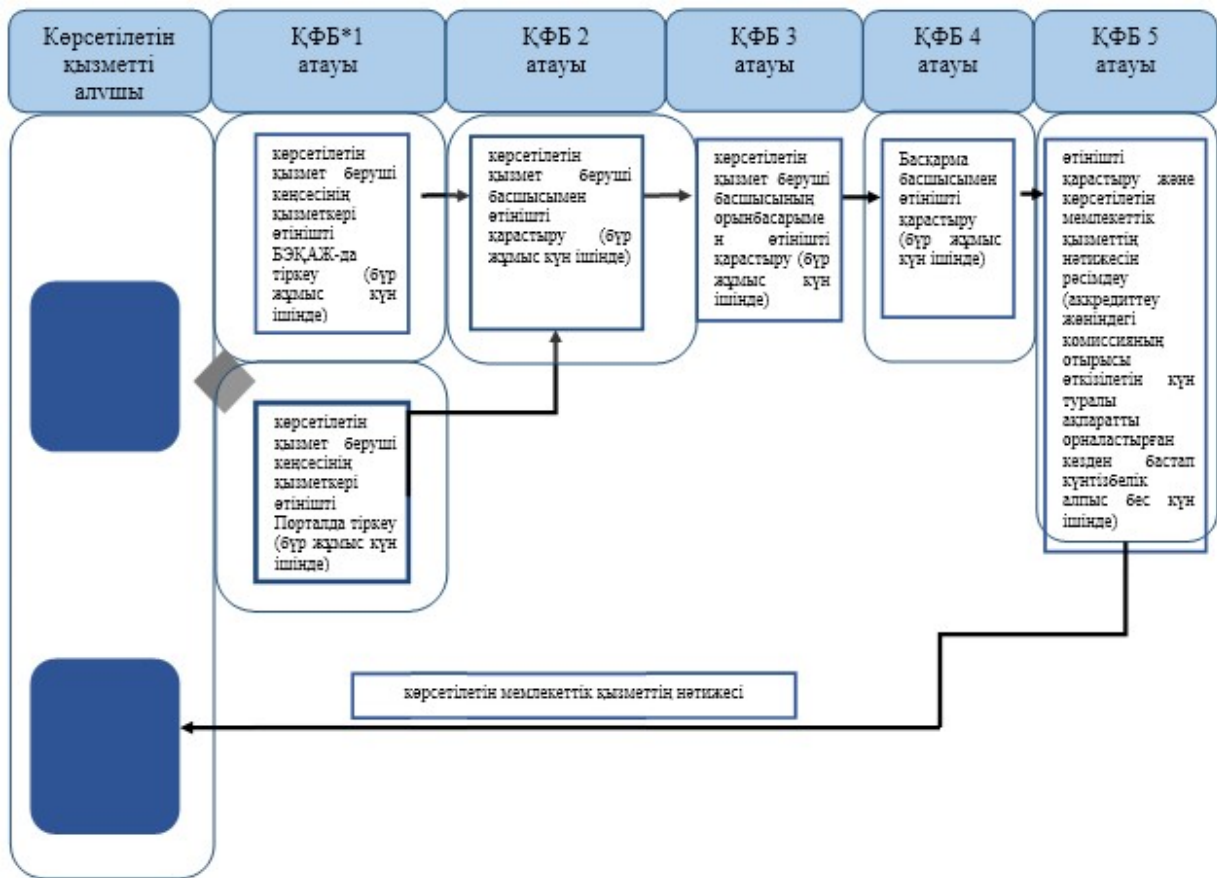 Көрсетілетін
қызметті
алушы
ҚФБ*1
атауы
ҚФБ 2
атауы
ҚФБ 3
атауы
ҚФБ 4
атауы
ҚФБ 5
атауы
көрсетілетін
қызмет беруші
кеңсесінің
қызметкері
өтінішті
БЭҚАЖ-да
тіркеу (бүр
жұмыс күн
ішінде)
көрсетілетін
қызмет беруші
басшысымен
өтінішті
қарастыру (бүр
жұмыс күн ішінде)
көрсетілетін
қызмет беруші
басшысының
орынбасарыме
н өтінішті
қарастыру (бүр
жұмыс күн
ішінде)
Басқарма
басшысымен
өтінішті
қарастыру
(бүр жұмыс
күн ішінде)
өтінішті
қарастыру және
көрсетілетін
мемлекеттік
қызметтің
нәтижесін
рәсімдеу
(аккредиттеу
жөніндегі
комиссияның
отырысы
өткізілетін күн
туралы
ақпаратты
орналастырған
кезден бастап
күнтізбелік
алпыс бес күн
ішінде)
көрсетілетін
қызмет беруші
кеңсесінің
қызметкері
өтінішті
Порталда тіркеу
(бүр жұмыс күн
ішінде)
көрсетілетін мемлекеттік қызметтің нәтижесі